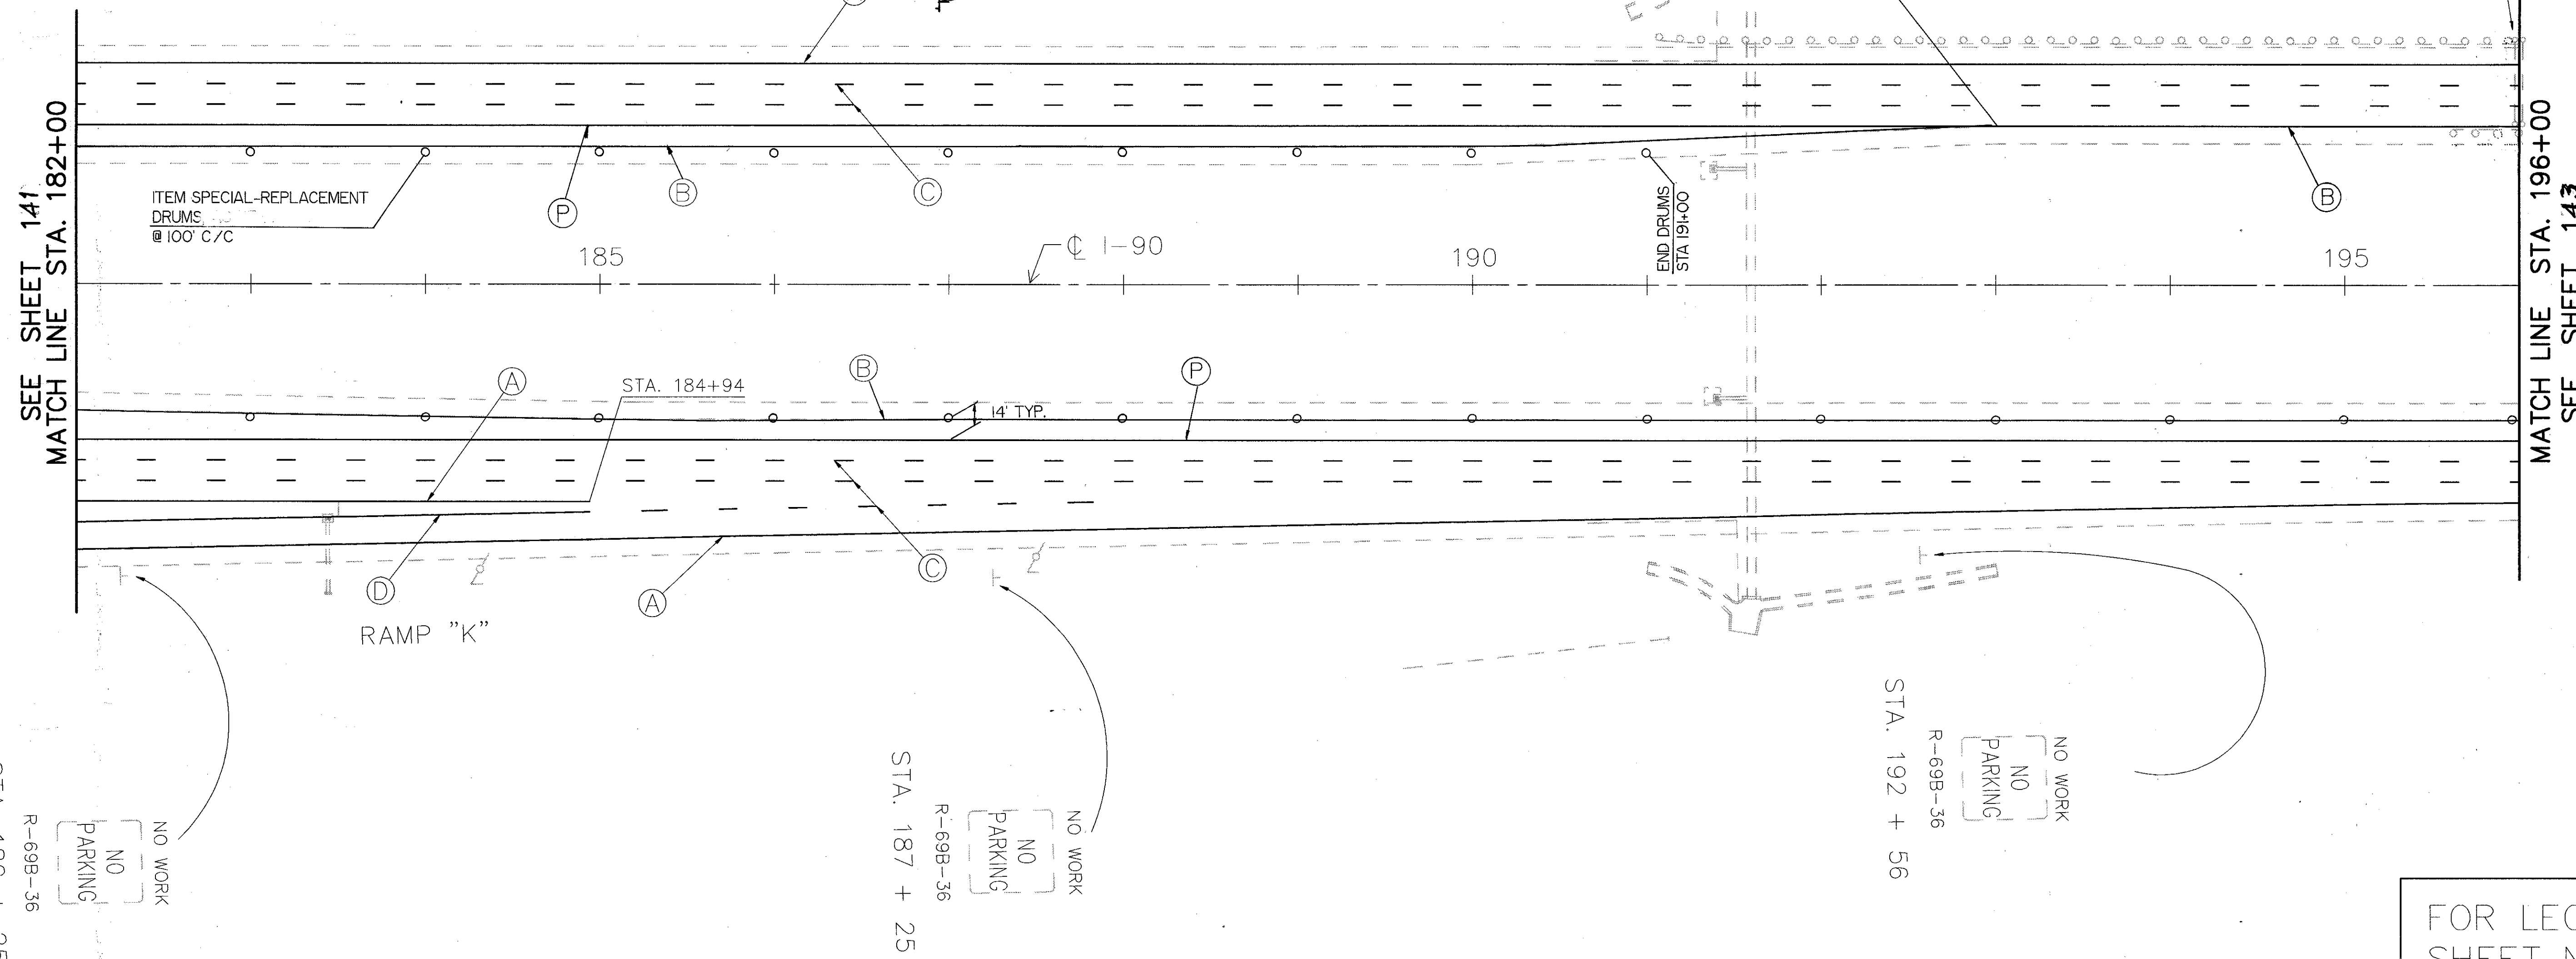 SEE SHEET 141
MATCH LINE STA. 182+00
ITEM SPECIAL-REPLACEMENT
DRUMS
@ 100' C/C
P
B
C
℄ I-90
185
190
195
END DRUMS
STA 191+00
B
MATCH LINE STA. 196+00
SEE SHEET 143
A
STA. 184+94
B
14' TYP.
P
D
A
C
RAMP "K"
NO WORK
NO
PARKING
R-69B-36
NO WORK
NO
PARKING
R-69B-36
STA. 187 + 25
NO WORK
NO
PARKING
R-69B-36
STA. 192 + 56
FOR